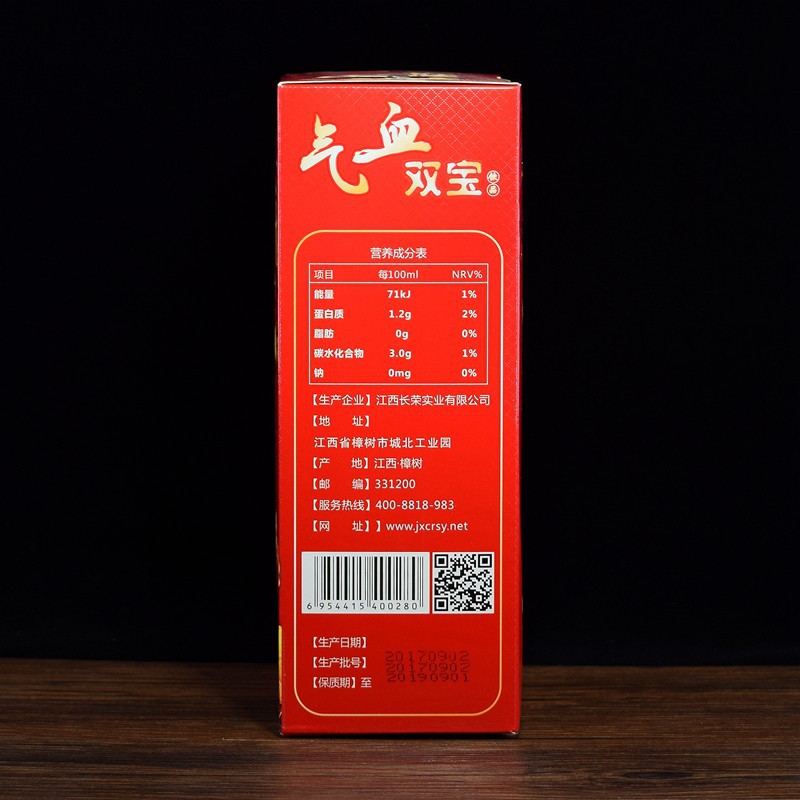 气血
双宝饮品
营养成分表
项目 每100ml NRV%
能量 71kJ 1%
蛋白质 1.2g 2%
脂肪 0g 0%
碳水化合物 3.0g 1%
钠 0mg 0%
【生产企业】江西长荣实业有限公司
【地 址】
江西省樟树市城北工业园
【产 地】江西·樟树
【邮 编】331200
【服务热线】400-8818-983
【网 址】】www.jxcrsy.net
6 954415 400280
【生产日期】 20170902
【生产批号】 20170902
【保质期】至 20190901